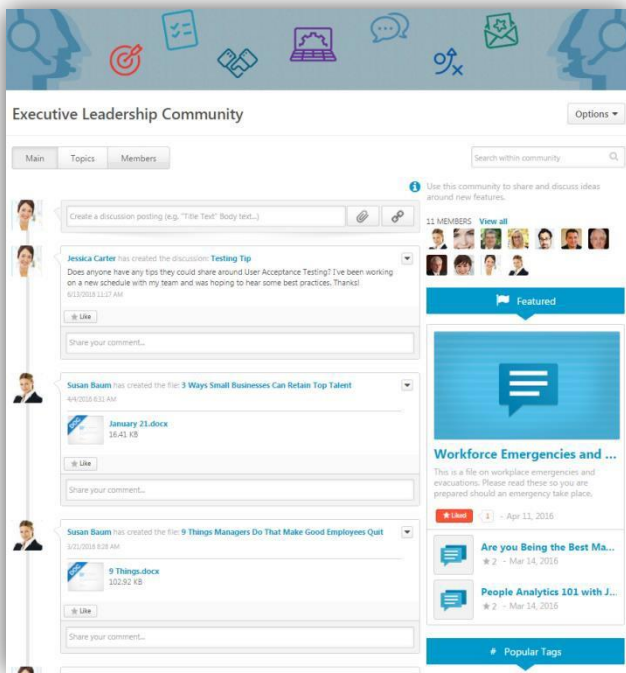 Executive Leadership Community
Options
Main Topics Members
Search within community
Use this community to share and discuss ideas
around new features.
Create a discussion posting (e.g. "Title Text" Body text...)
11 MEMBERS View all
Jessica Carter has created the discussion: Testing Tip
Does anyone have any tips they could share around User Acceptance Testing? I've been working
on a new schedule with my team and was hoping to hear some best practices. Thanks!
6/13/2016 11:17 AM
Like
Share your comment...
Susan Baum has created the file: 3 Ways Small Businesses Can Retain Top Talent
4/4/2016 6:31 AM
DOC
January 21.docx
16.41 KB
Like
Share your comment...
Susan Baum has created the file: 9 Things Managers Do That Make Good Employees Quit
3/21/2016 8:28 AM
DOC
9 Things.docx
102.92 KB
Like
Share your comment...
Featured
Workforce Emergencies and ...
This is a file on workplace emergencies and
evacuations. Please read these so you are
prepared should an emergency take place.
Liked 1 - Apr 11, 2016
Are you Being the Best Ma...
2 - Mar 14, 2016
People Analytics 101 with J...
2 - Mar 14, 2016
# Popular Tags